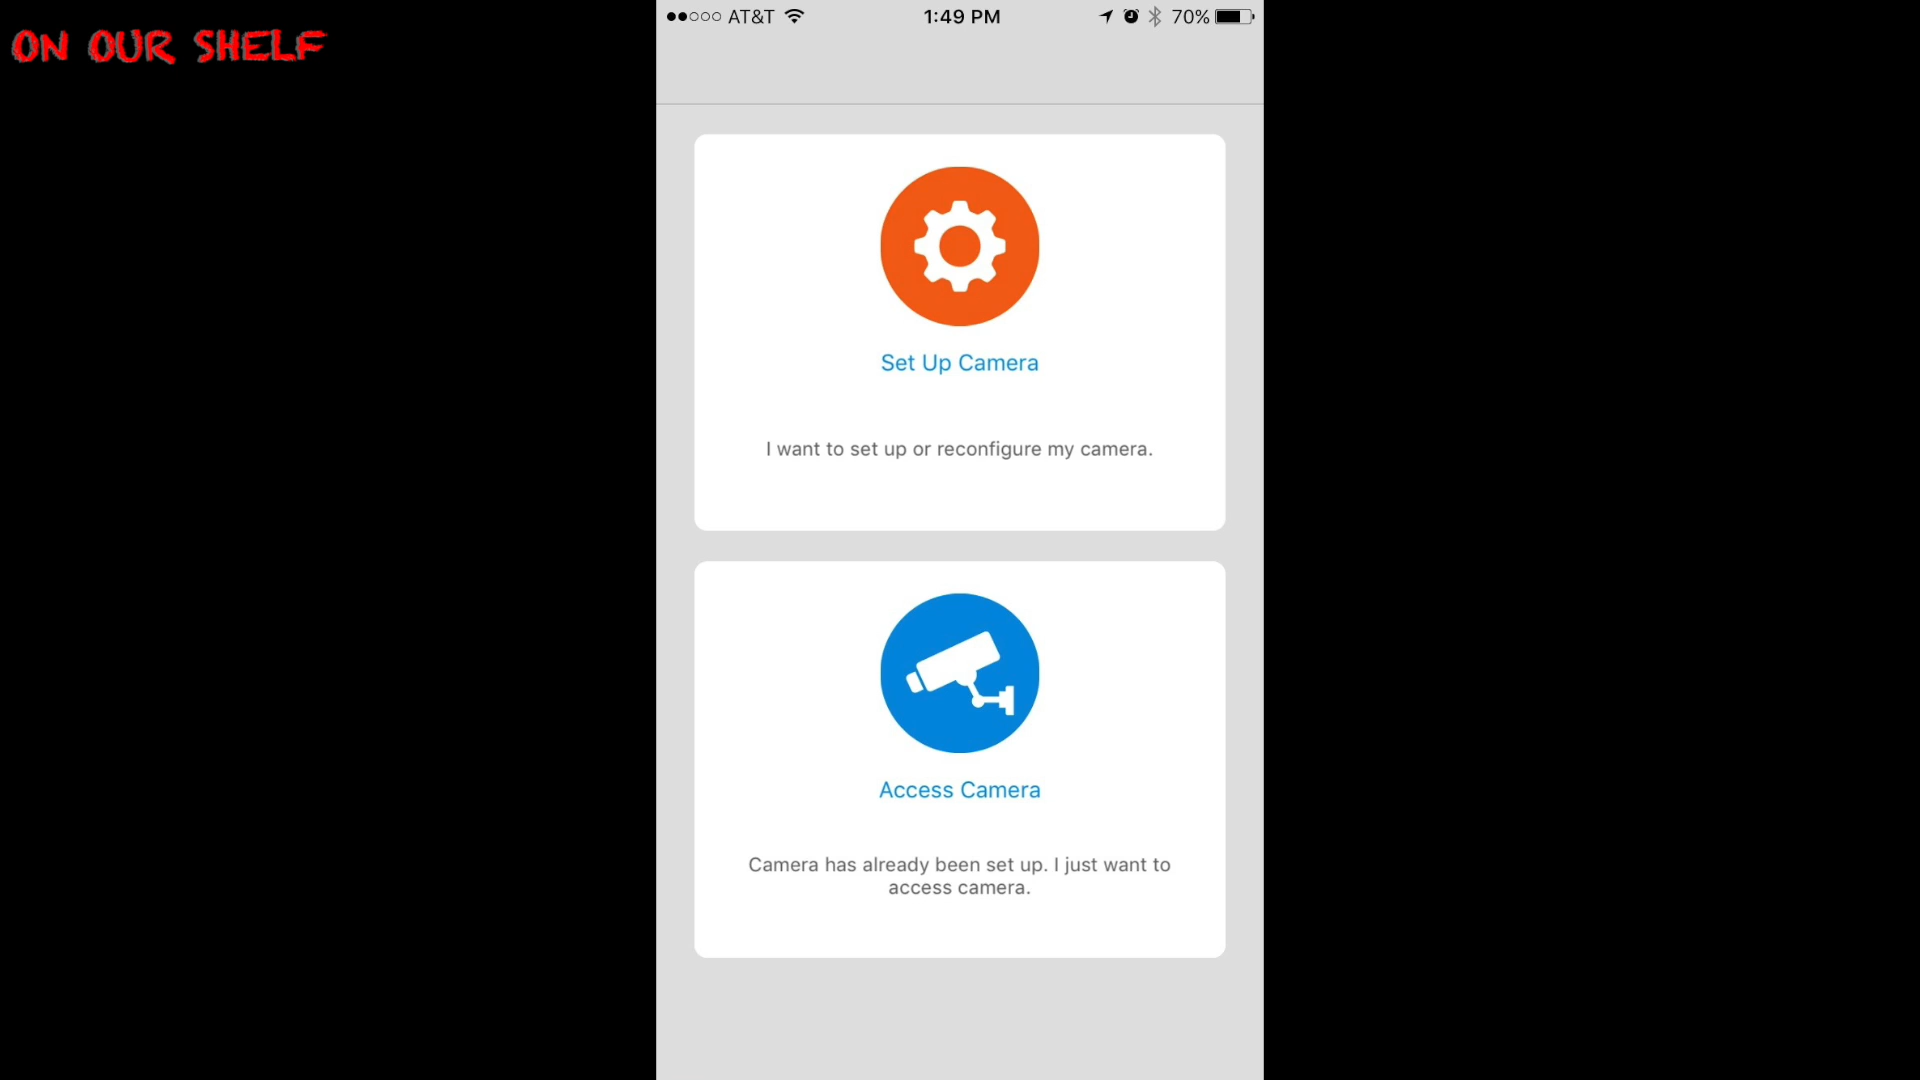 ON OUR SHELF
AT&T 1:49 PM 70%
Set Up Camera
I want to set up or reconfigure my camera.
Access Camera
Camera has already been set up. I just want to
access camera.